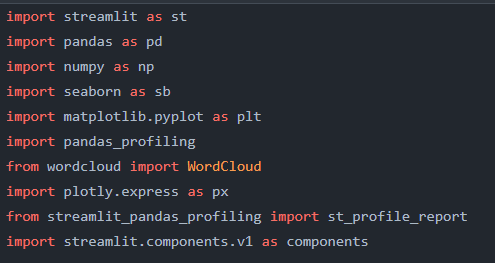 import streamlit as st
import pandas as pd
import numpy as np
import seaborn as sb
import matplotlib.pyplot as plt
import pandas_profiling
from wordcloud import WordCloud
import plotly.express as px
from streamlit_pandas_profiling import st_profile_report
import streamlit.components.v1 as components